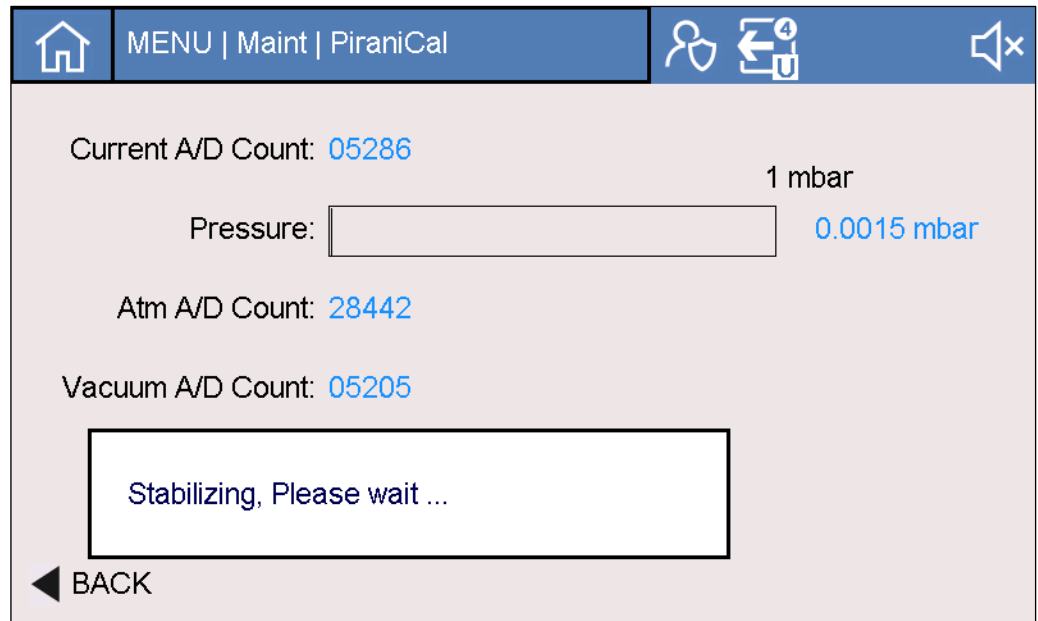 MENU | Maint | PiraniCal
4
U
Current A/D Count: 05286
1 mbar
Pressure: 0.0015 mbar
Atm A/D Count: 28442
Vacuum A/D Count: 05205
Stabilizing, Please wait ...
BACK